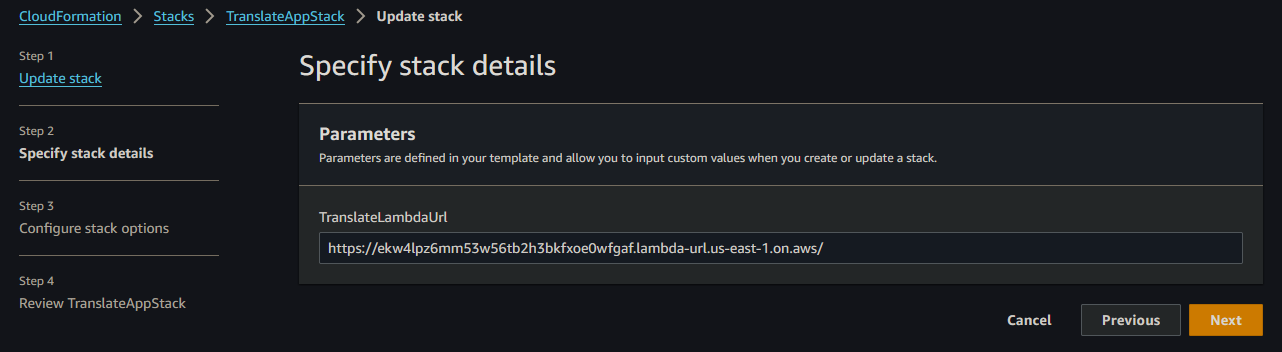 CloudFormation > Stacks > TranslateAppStack > Update stack
Step 1
Update stack
Step 2
Specify stack details
Step 3
Configure stack options
Step 4
Review TranslateAppStack
Specify stack details
Parameters
Parameters are defined in your template and allow you to input custom values when you create or update a stack.
TranslateLambdaUrl
https://ekw4lpz6mm53w56tb2h3bkfxoe0wfgaf.lambda-url.us-east-1.on.aws/
Cancel Previous Next